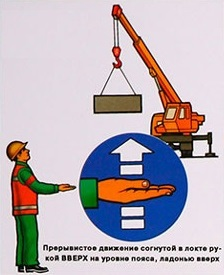 Прерывистое движение согнутой в локте ру-
кой ВВЕРХ на уровне пояса, ладонью вверх